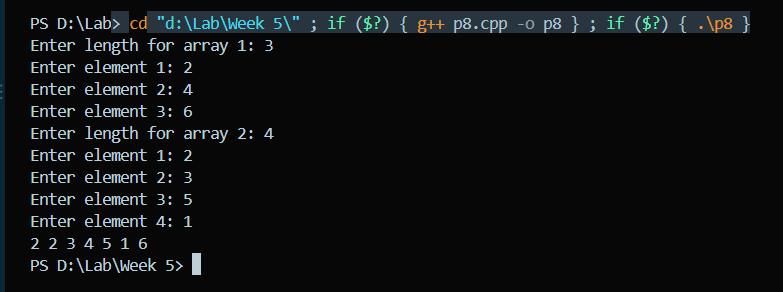 PS D:\Lab> cd "d:\Lab\Week 5\" ; if ($?) { g++ p8.cpp -o p8 } ; if ($?) { .\p8 }
Enter length for array 1: 3
Enter element 1: 2
Enter element 2: 4
Enter element 3: 6
Enter length for array 2: 4
Enter element 1: 2
Enter element 2: 3
Enter element 3: 5
Enter element 4: 1
2 2 3 4 5 1 6
PS D:\Lab\Week 5>